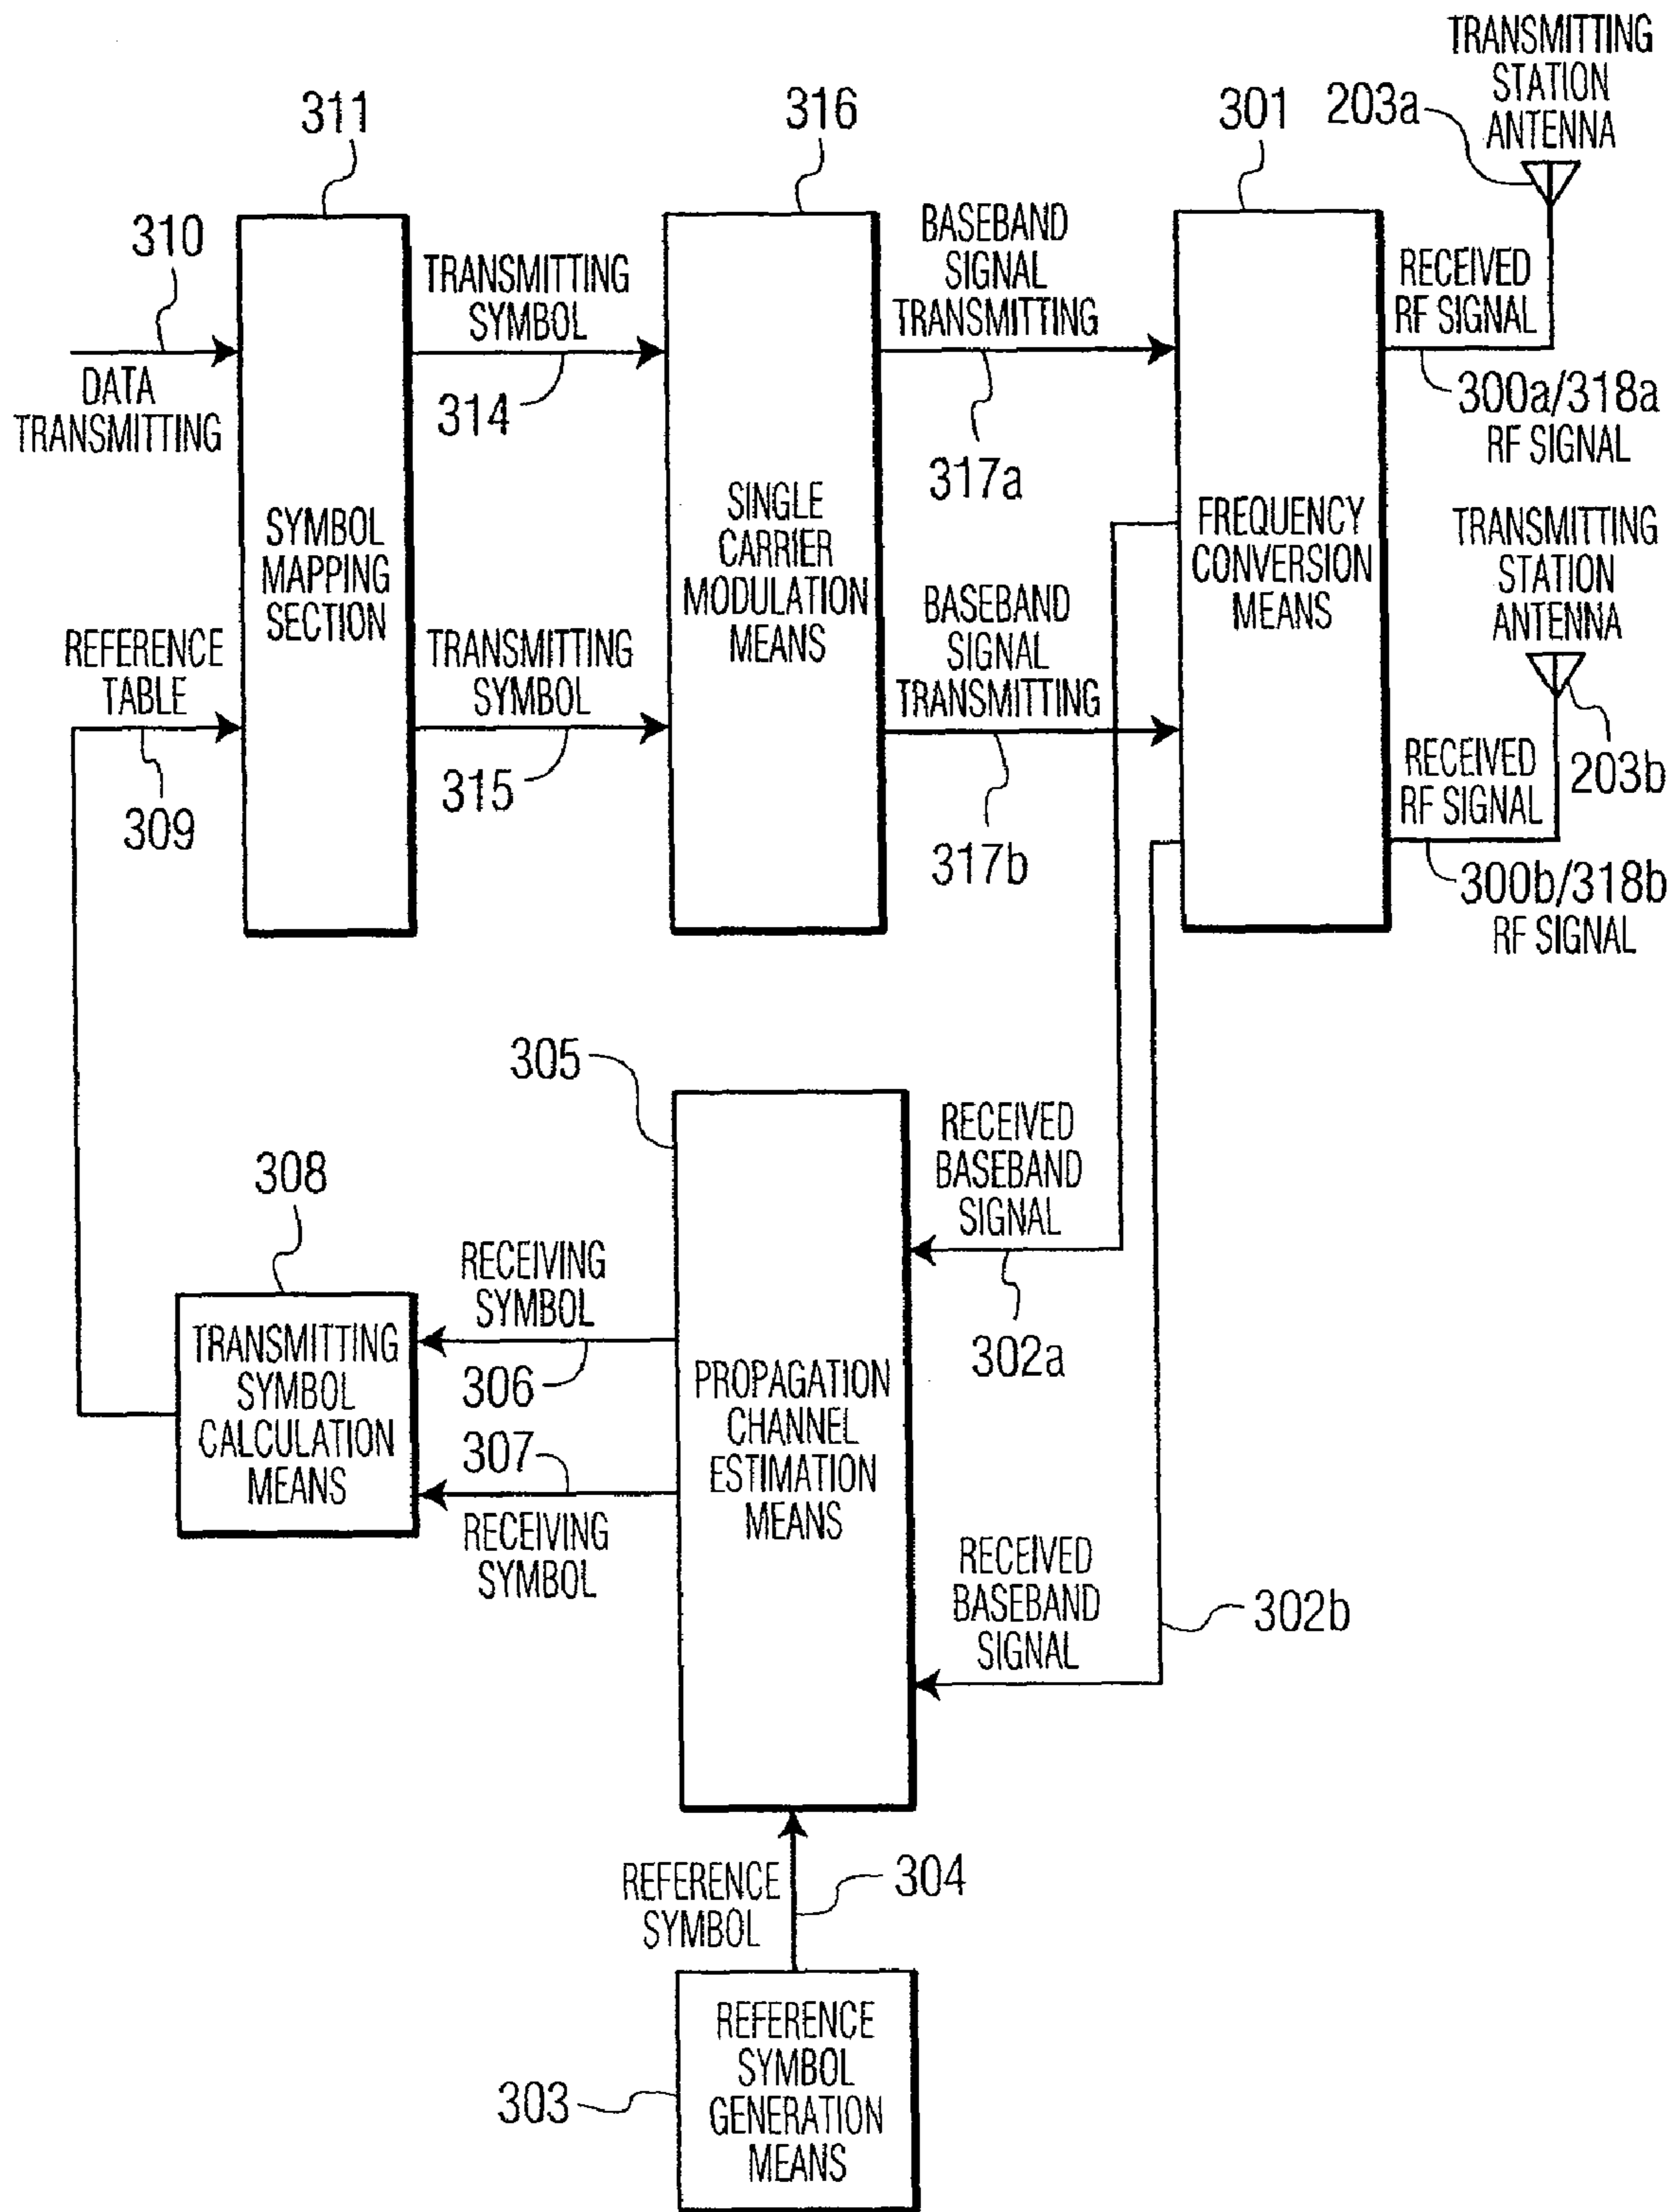 TRANSMITTING
STATION
ANTENNA
203a
311
316
301
310
DATA
TRANSMITTING
TRANSMITTING
SYMBOL
314
BASEBAND
SIGNAL
TRANSMITTING
317a
RECEIVED
RF SIGNAL
300a/318a
RF SIGNAL
SYMBOL
MAPPING
SECTION
SINGLE
CARRIER
MODULATION
MEANS
FREQUENCY
CONVERSION
MEANS
TRANSMITTING
STATION
ANTENNA
203b
REFERENCE
TABLE
309
TRANSMITTING
SYMBOL
315
BASEBAND
SIGNAL
TRANSMITTING
317b
RECEIVED
RF SIGNAL
300b/318b
RF SIGNAL
305
RECEIVED
BASEBAND
SIGNAL
302a
308
RECEIVING
SYMBOL
306
TRANSMITTING
SYMBOL
CALCULATION
MEANS
307
RECEIVING
SYMBOL
PROPAGATION
CHANNEL
ESTIMATION
MEANS
RECEIVED
BASEBAND
SIGNAL
302b
REFERENCE
SYMBOL
304
REFERENCE
SYMBOL
GENERATION
MEANS
303